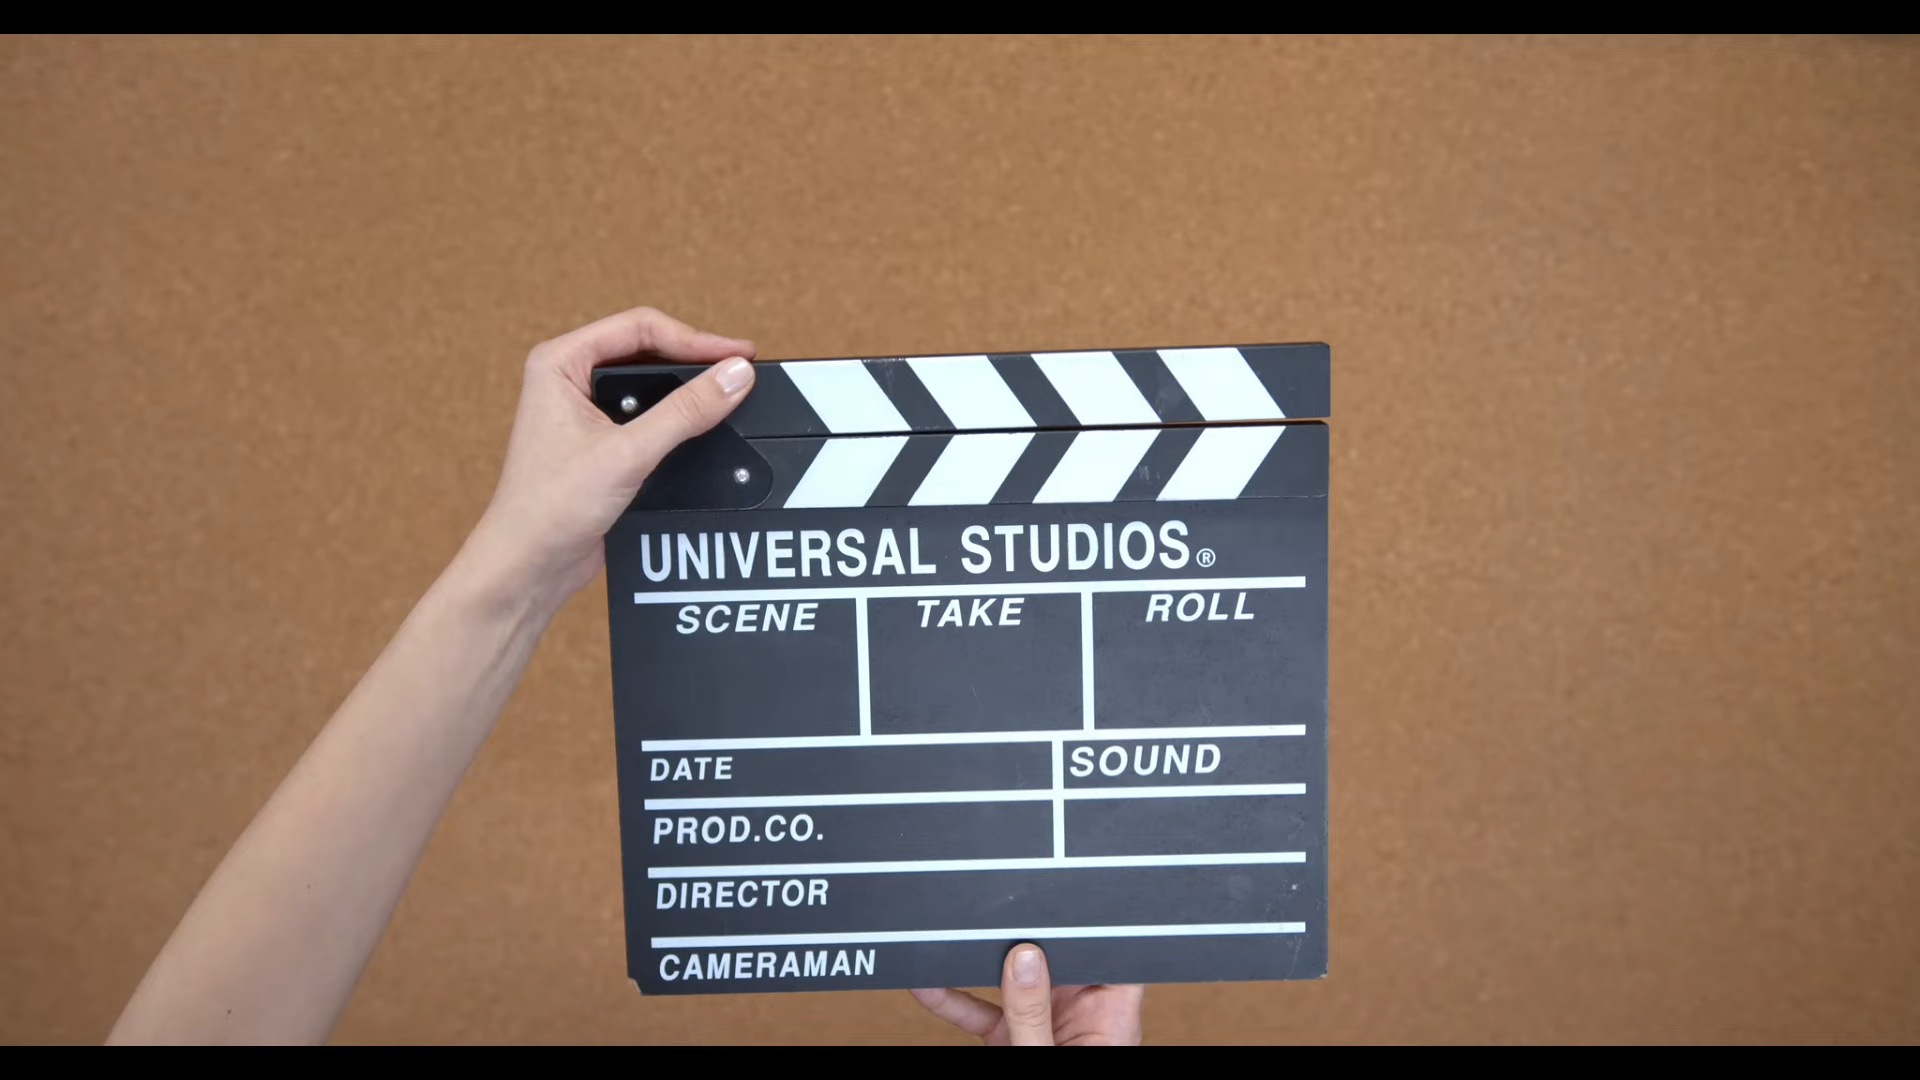 UNIVERSAL STUDIOS®
SCENE TAKE ROLL
DATE SOUND
PROD.CO.
DIRECTOR
CAMERAMAN